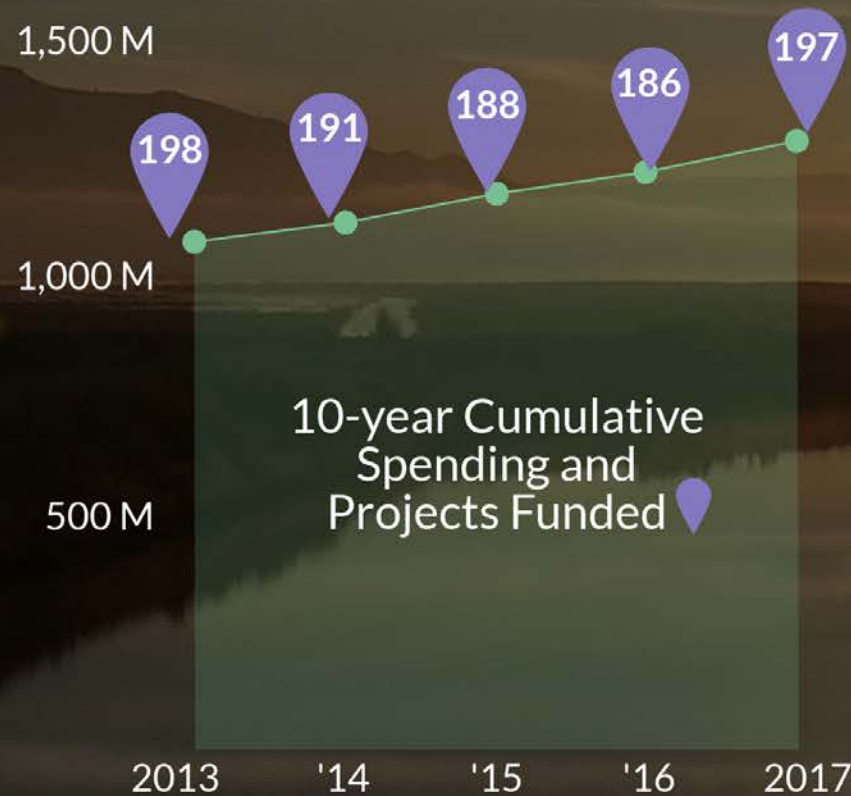 1,500 M
198
191
188
186
197
1,000 M
10-year Cumulative
Spending and
Projects Funded
500 M
2013
'14
'15
'16
2017